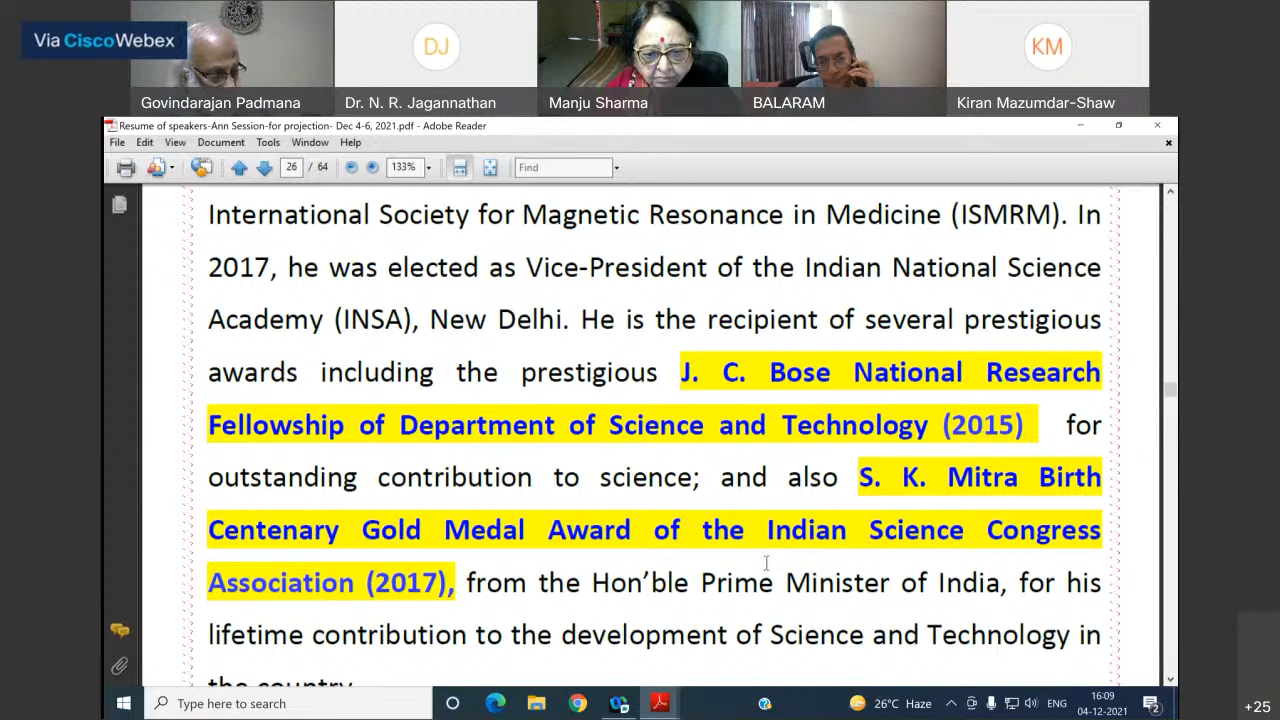 Via Cisco Webex
DJ
KM
Govindarajan Padmana
Dr. N. R. Jagannathan
Manju Sharma
BALARAM
Kiran Mazumdar-Shaw
Resume of speakers-Ann Session-for projection- Dec 4-6, 2021.pdf - Adobe Reader
File Edit View Document Tools Window Help
26 / 64 133% Find
International Society for Magnetic Resonance in Medicine (ISMRM). In
2017, he was elected as Vice-President of the Indian National Science
Academy (INSA), New Delhi. He is the recipient of several prestigious
awards including the prestigious J. C. Bose National Research
Fellowship of Department of Science and Technology (2015) for
outstanding contribution to science; and also S. K. Mitra Birth
Centenary Gold Medal Award of the Indian Science Congress
Association (2017), from the Hon’ble Prime Minister of India, for his
lifetime contribution to the development of Science and Technology in
the country
Type here to search
26°C Haze
ENG
16:09
04-12-2021
2
+25